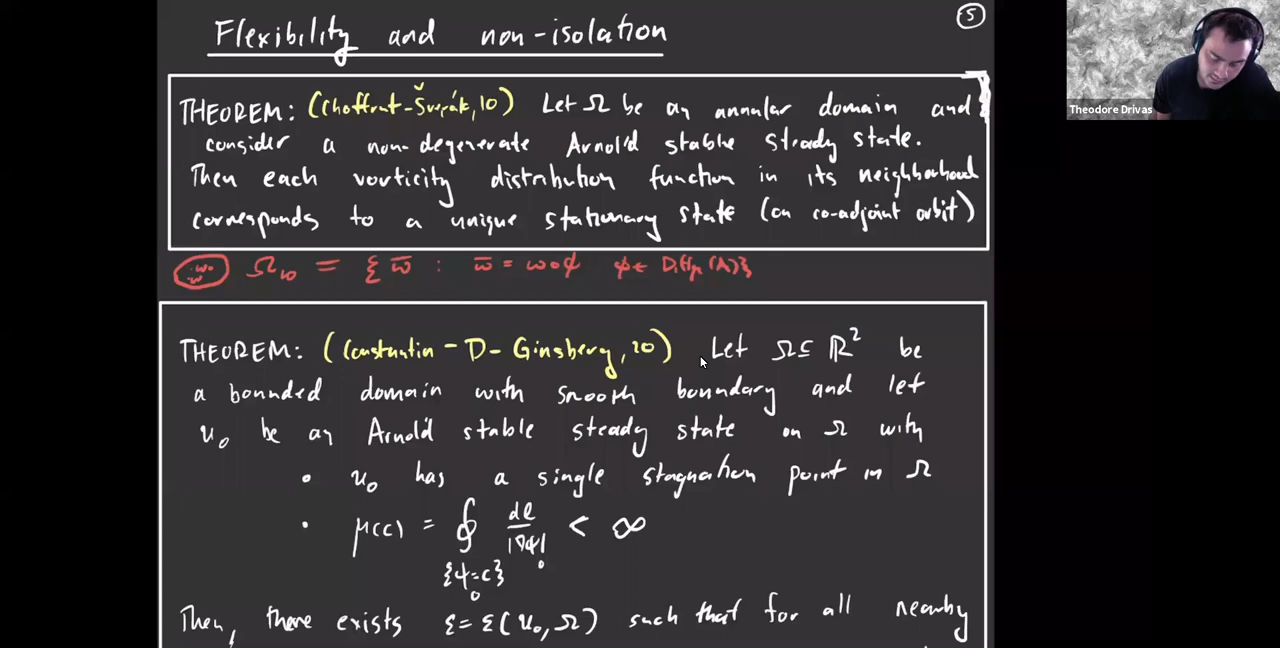 Flexibility and non-isolation
5
Theodore Drivas
THEOREM: (Choffrut-Šverák, 10) Let Ω be an annular domain and
consider a non-degenerate Arnol'd stable steady state.
Then each vorticity distribution function in its neighborhood
corresponds to a unique stationary state (on co-adjoint orbit)
Ω_ω₀ = { ω̄ : ω̄ = ω∘φ φ ∈ Diffμ(A)}
THEOREM: (Constantin - D - Ginsberg, 20) Let Ω ⊆ ℝ² be
a bounded domain with smooth boundary and let
u₀ be an Arnol'd stable steady state on Ω with
• u₀ has a single stagnation point in Ω
• μ(c) = ∮_{ψ₀=c} dℓ/|∇ψ₀| < ∞
Then, there exists ε = ε(u₀, Ω) such that for all nearby